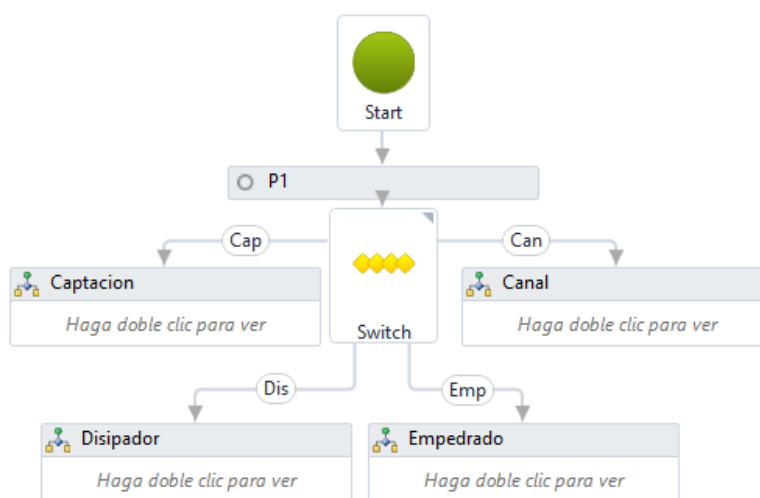 Start
P1
Cap
Can
Captacion
Canal
Haga doble clic para ver
Haga doble clic para ver
Switch
Dis
Emp
Disipador
Empedrado
Haga doble clic para ver
Haga doble clic para ver